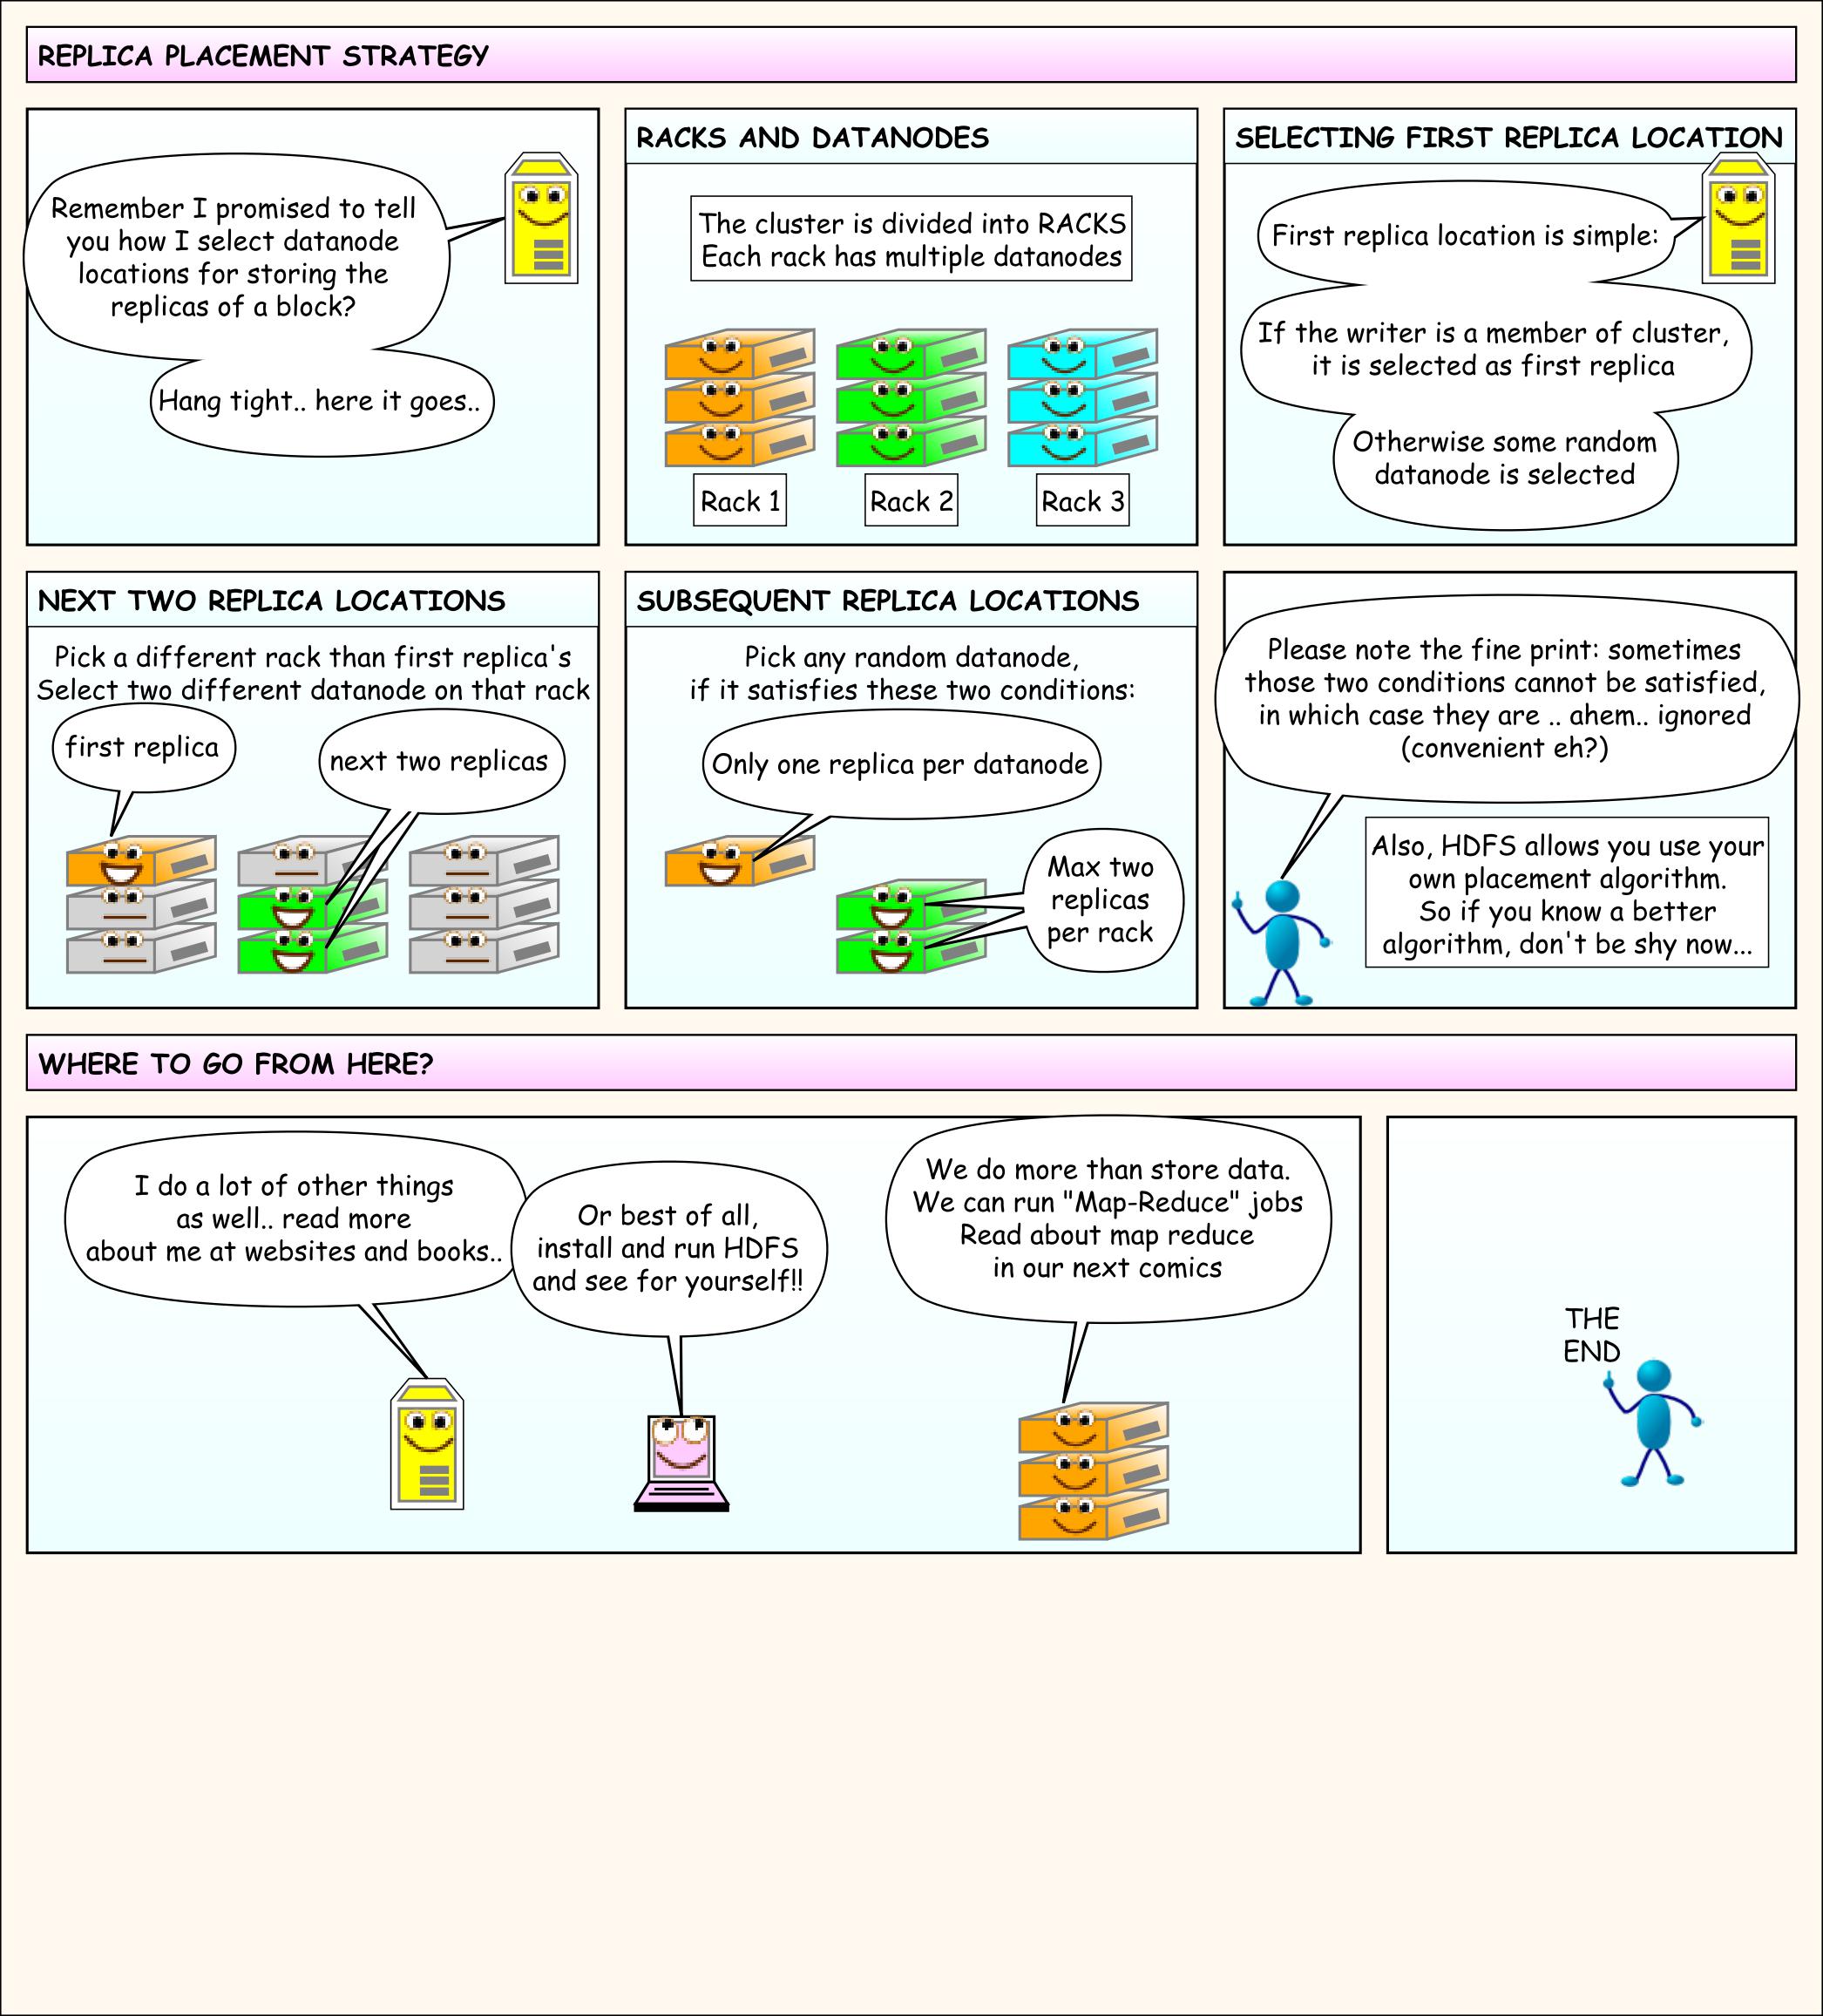 REPLICA PLACEMENT STRATEGY
Remember I promised to tell
you how I select datanode
locations for storing the
replicas of a block?
Hang tight.. here it goes..
RACKS AND DATANODES
The cluster is divided into RACKS
Each rack has multiple datanodes
Rack 1
Rack 2
Rack 3
SELECTING FIRST REPLICA LOCATION
First replica location is simple:
If the writer is a member of cluster,
it is selected as first replica
Otherwise some random
datanode is selected
NEXT TWO REPLICA LOCATIONS
Pick a different rack than first replica's
Select two different datanode on that rack
first replica
next two replicas
SUBSEQUENT REPLICA LOCATIONS
Pick any random datanode,
if it satisfies these two conditions:
Only one replica per datanode
Max two
replicas
per rack
Please note the fine print: sometimes
those two conditions cannot be satisfied,
in which case they are .. ahem.. ignored
(convenient eh?)
Also, HDFS allows you use your
own placement algorithm.
So if you know a better
algorithm, don't be shy now...
WHERE TO GO FROM HERE?
I do a lot of other things
as well.. read more
about me at websites and books..
Or best of all,
install and run HDFS
and see for yourself!!
We do more than store data.
We can run "Map-Reduce" jobs
Read about map reduce
in our next comics
THE
END